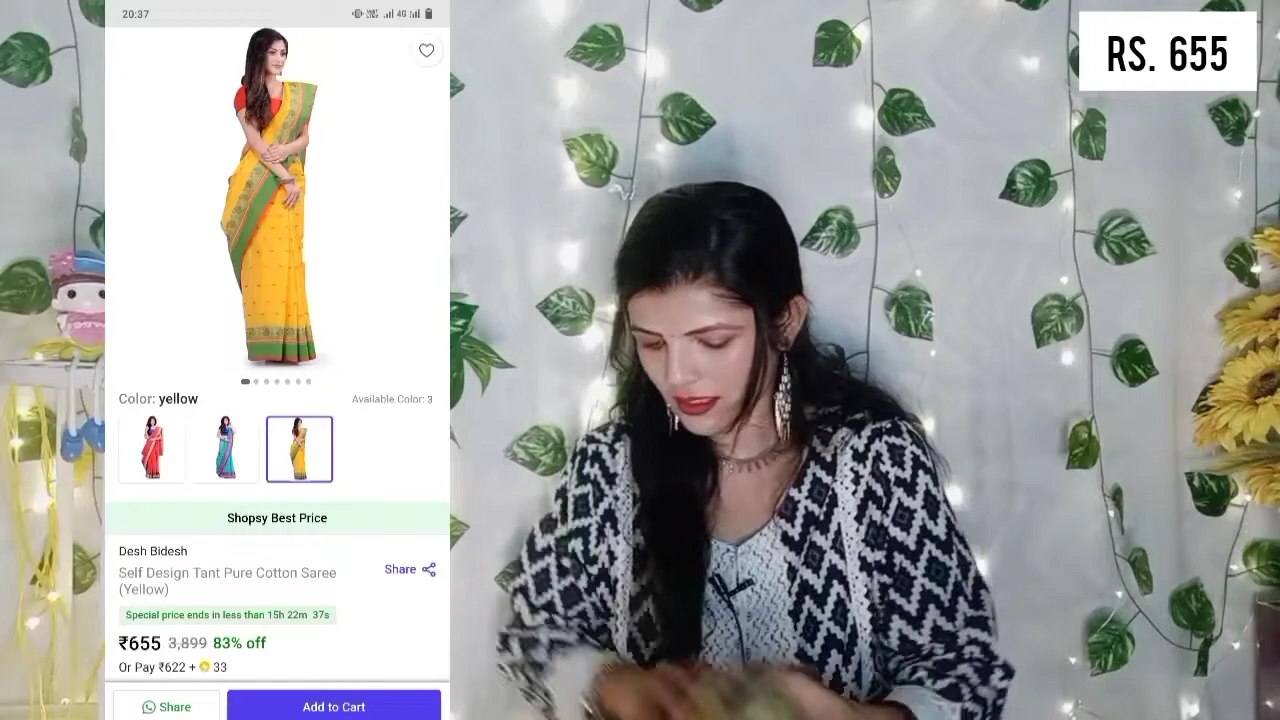 20:37
4G
RS. 655
Color: yellow
Available Color: 3
Shopsy Best Price
Desh Bidesh
Self Design Tant Pure Cotton Saree
(Yellow)
Share
Special price ends in less than 15h 22m 37s
₹655 3,899 83% off
Or Pay ₹622 + 33
Share
Add to Cart